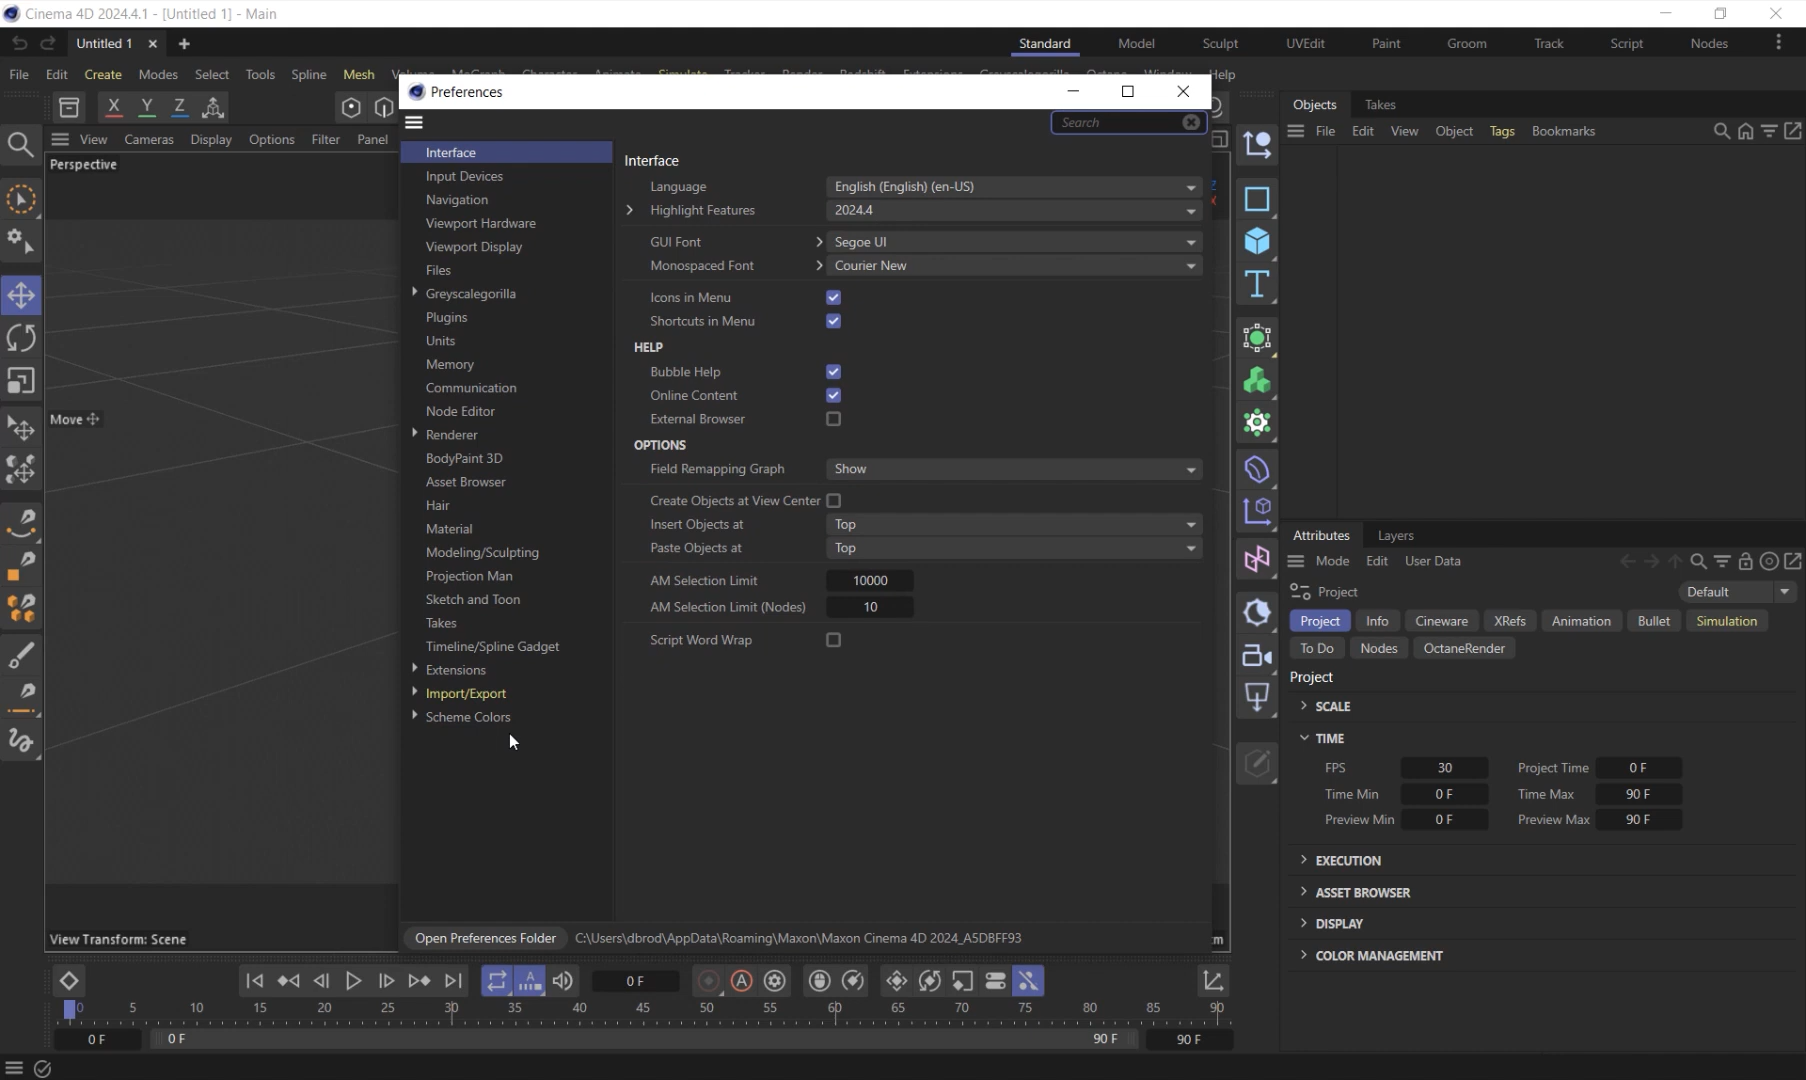 Cinema 4D 2024.4.1 - [Untitled 1] - Main
Untitled 1
Standard Model Sculpt UVEdit Paint Groom Track Script Nodes
File Edit Create Modes Select Tools Spline Mesh Help
Preferences
X Y Z
View Cameras Display Options Filter Panel
Perspective
Move
View Transform: Scene
Search
Interface
Input Devices
Navigation
Viewport Hardware
Viewport Display
Files
Greyscalegorilla
Plugins
Units
Memory
Communication
Node Editor
Renderer
BodyPaint 3D
Asset Browser
Hair
Material
Modeling/Sculpting
Projection Man
Sketch and Toon
Takes
Timeline/Spline Gadget
Extensions
Import/Export
Scheme Colors
Interface
Language English (English) (en-US)
Highlight Features 2024.4
GUI Font Segoe UI
Monospaced Font Courier New
Icons in Menu
Shortcuts in Menu
HELP
Bubble Help
Online Content
External Browser
OPTIONS
Field Remapping Graph Show
Create Objects at View Center
Insert Objects at Top
Paste Objects at Top
AM Selection Limit 10000
AM Selection Limit (Nodes) 10
Script Word Wrap
Open Preferences Folder C:\Users\dbrod\AppData\Roaming\Maxon\Maxon Cinema 4D 2024_A5DBFF93
Objects Takes
File Edit View Object Tags Bookmarks
Attributes Layers
Mode Edit User Data
Project Default
Project Info Cineware XRefs Animation Bullet Simulation
To Do Nodes OctaneRender
Project
SCALE
TIME
FPS 30 Project Time 0 F
Time Min 0 F Time Max 90 F
Preview Min 0 F Preview Max 90 F
EXECUTION
ASSET BROWSER
DISPLAY
COLOR MANAGEMENT
0 F
0 5 10 15 20 25 30 35 40 45 50 55 60 65 70 75 80 85 90
0 F 0 F 90 F 90 F